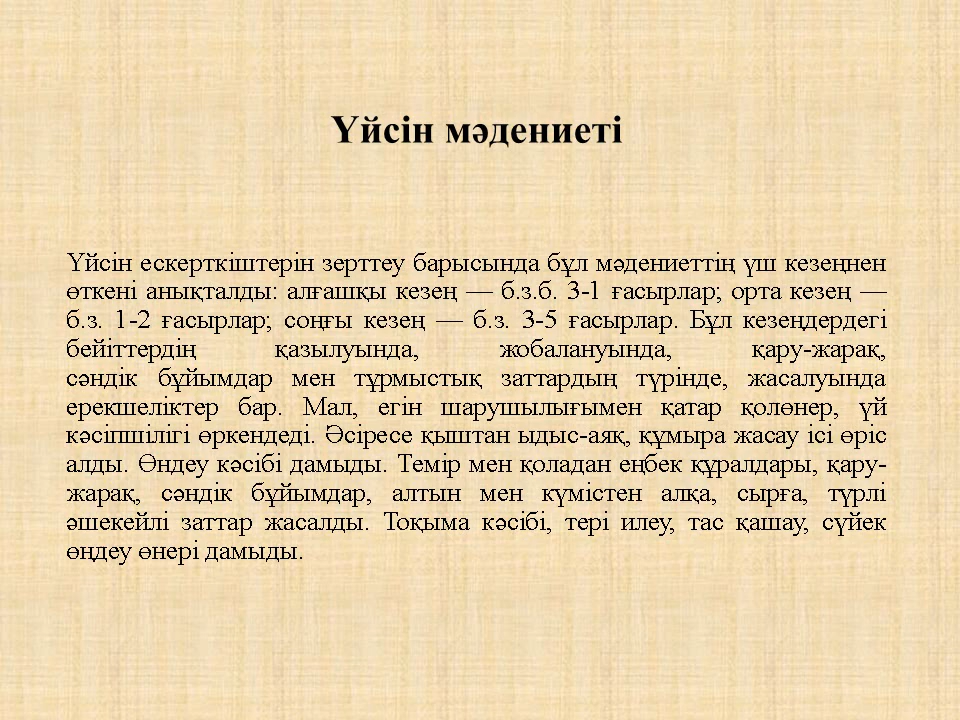 Үйсін мәдениеті
Үйсін ескерткіштерін зерттеу барысында бұл мәдениеттің үш кезеңнен
өткені анықталды: алғашқы кезең — б.з.б. 3-1 ғасырлар; орта кезең —
б.з. 1-2 ғасырлар; соңғы кезең — б.з. 3-5 ғасырлар. Бұл кезеңдердегі
бейіттердің қазылуында, жобалануында, қару-жарақ,
сәндік бұйымдар мен тұрмыстық заттардың түрінде, жасалуында
ерекшеліктер бар. Мал, егін шарушылығымен қатар қолөнер, үй
кәсіпшілігі өркендеді. Әсіресе қыштан ыдыс-аяқ, құмыра жасау ісі өріс
алды. Өндеу кәсібі дамыды. Темір мен қоладан еңбек құралдары, қару-
жарақ, сәндік бұйымдар, алтын мен күмістен алқа, сырға, түрлі
әшекейлі заттар жасалды. Тоқыма кәсібі, тері илеу, тас қашау, сүйек
өңдеу өнері дамыды.